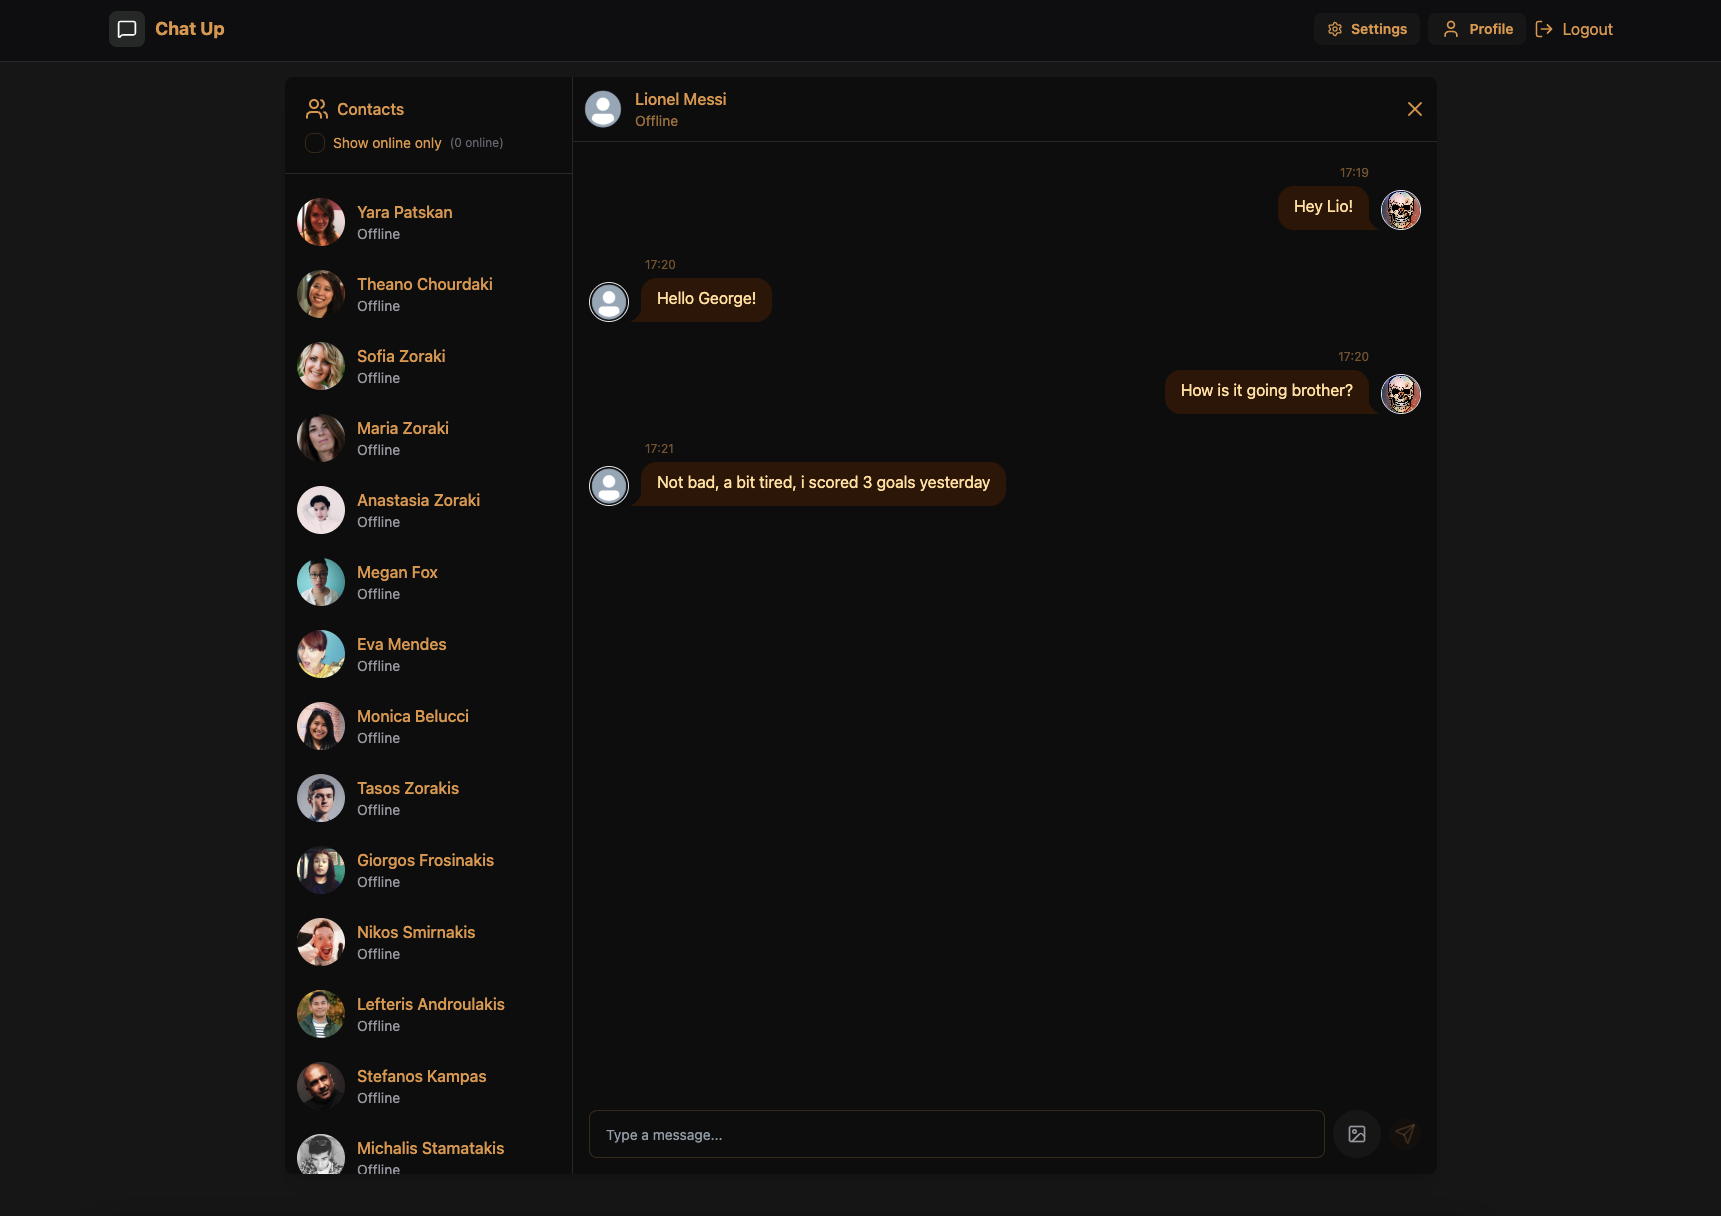 Chat Up
Settings
Profile
Logout
Contacts
Show online only (0 online)
Yara Patskan
Offline
Theano Chourdaki
Offline
Sofia Zoraki
Offline
Maria Zoraki
Offline
Anastasia Zoraki
Offline
Megan Fox
Offline
Eva Mendes
Offline
Monica Belucci
Offline
Tasos Zorakis
Offline
Giorgos Frosinakis
Offline
Nikos Smirnakis
Offline
Lefteris Androulakis
Offline
Stefanos Kampas
Offline
Michalis Stamatakis
Offline
Lionel Messi
Offline
17:19
Hey Lio!
17:20
Hello George!
17:20
How is it going brother?
17:21
Not bad, a bit tired, i scored 3 goals yesterday
Type a message...